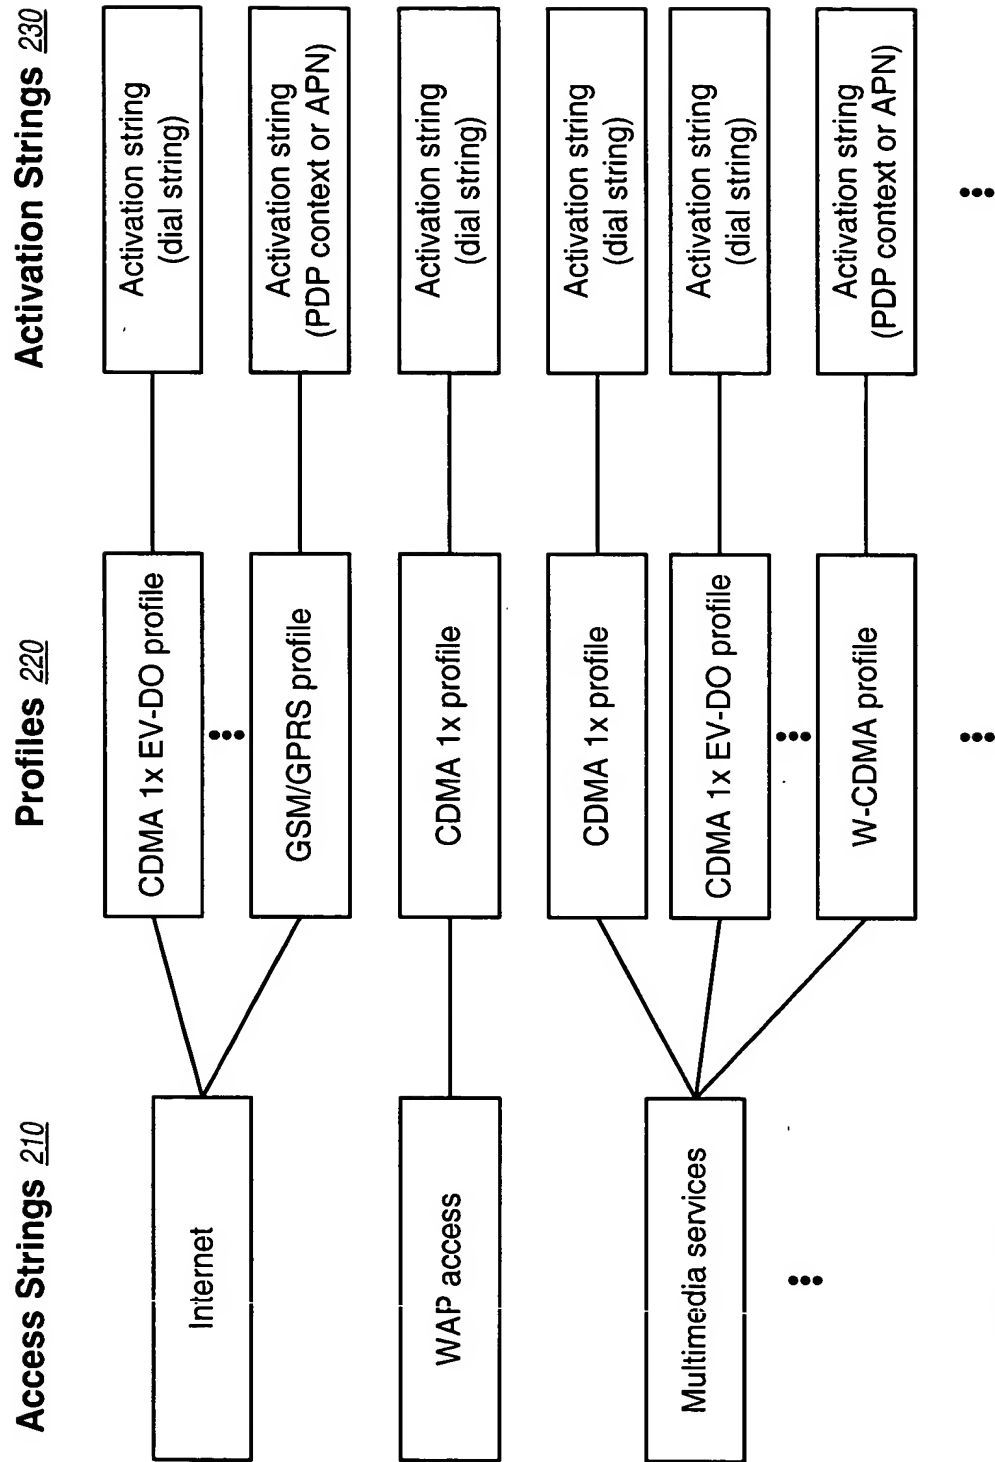 Access Strings 210
Internet
WAP access
Multimedia services
Profiles 220
CDMA 1x EV-DO profile
GSM/GPRS profile
CDMA 1x profile
CDMA 1x profile
CDMA 1x EV-DO profile
W-CDMA profile
Activation Strings 230
Activation string
(dial string)
Activation string
(PDP context or APN)
Activation string
(dial string)
Activation string
(dial string)
Activation string
(dial string)
Activation string
(PDP context or APN)